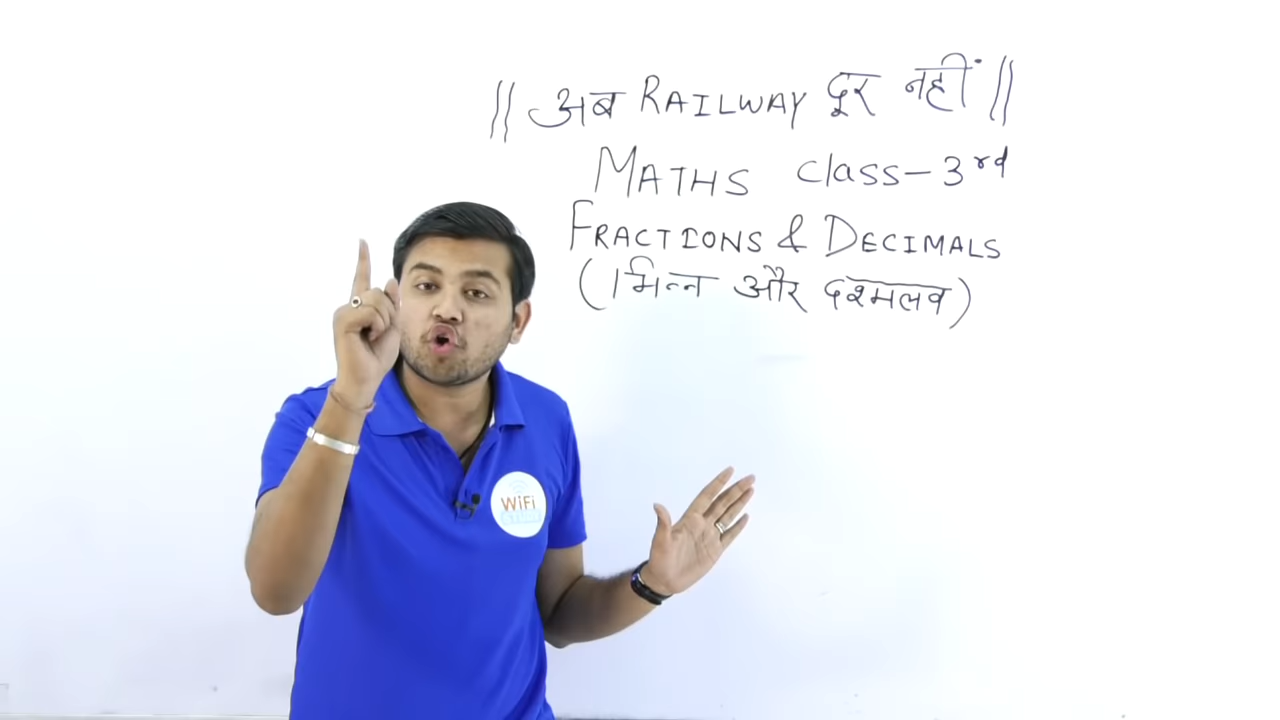 || अब RAILWAY दूर नहीं ||
MATHS class-3rd
FRACTIONS & DECIMALS
(भिन्न और दशमलव)
WiFi